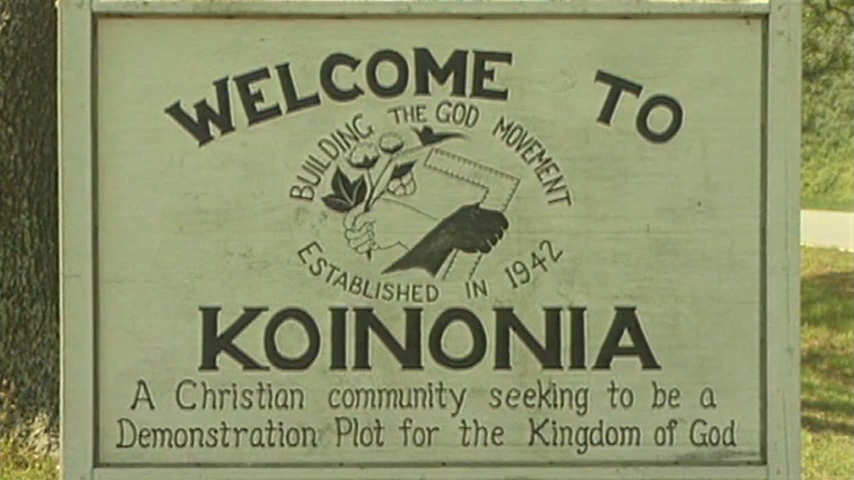 WELCOME TO
BUILDING THE GOD MOVEMENT
ESTABLISHED IN 1942
KOINONIA
A Christian community seeking to be a
Demonstration Plot for the Kingdom of God